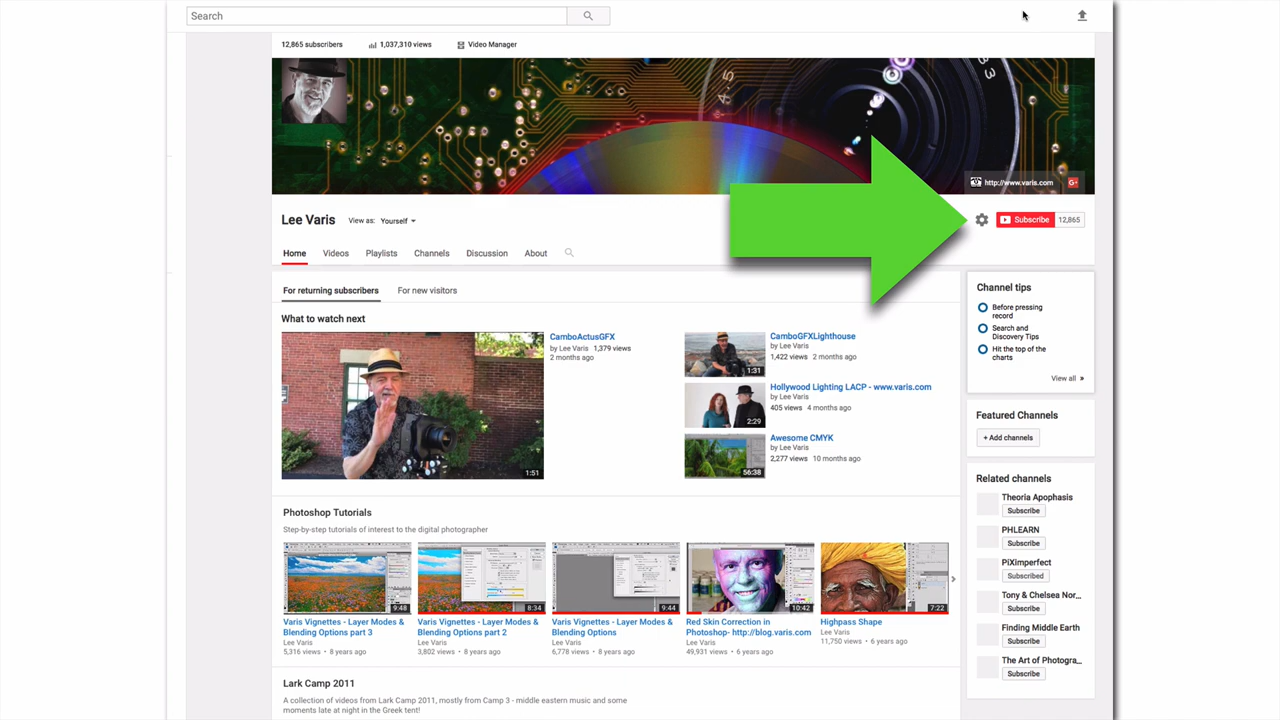 Search
12,865 subscribers
1,037,310 views
Video Manager
4.5
http://www.varis.com
Lee Varis
View as: Yourself
Subscribe 12,865
Home Videos Playlists Channels Discussion About
For returning subscribers For new visitors
What to watch next
1:51
CamboActusGFX
by Lee Varis 1,379 views
2 months ago
1:31
CamboGFXLighthouse
by Lee Varis
1,422 views 2 months ago
2:29
Hollywood Lighting LACP - www.varis.com
by Lee Varis
405 views 4 months ago
56:38
Awesome CMYK
by Lee Varis
2,277 views 10 months ago
Channel tips
Before pressing
record
Search and
Discovery Tips
Hit the top of the
charts
View all »
Featured Channels
+ Add channels
Related channels
Theoria Apophasis
Subscribe
PHLEARN
Subscribe
PiXimperfect
Subscribed
Tony & Chelsea Nor...
Subscribe
Finding Middle Earth
Subscribe
The Art of Photogra...
Subscribe
Photoshop Tutorials
Step-by-step tutorials of interest to the digital photographer
9:48
Varis Vignettes - Layer Modes &
Blending Options part 3
Lee Varis
5,316 views • 8 years ago
8:34
Varis Vignettes - Layer Modes &
Blending Options part 2
Lee Varis
3,802 views • 8 years ago
9:44
Varis Vignettes - Layer Modes &
Blending Options
Lee Varis
6,778 views • 8 years ago
10:42
Red Skin Correction in
Photoshop- http://blog.varis.com
Lee Varis
49,931 views • 6 years ago
7:22
Highpass Shape
Lee Varis
11,750 views • 6 years ago
Lark Camp 2011
A collection of videos from Lark Camp 2011, mostly from Camp 3 - middle eastern music and some
moments late at night in the Greek tent!